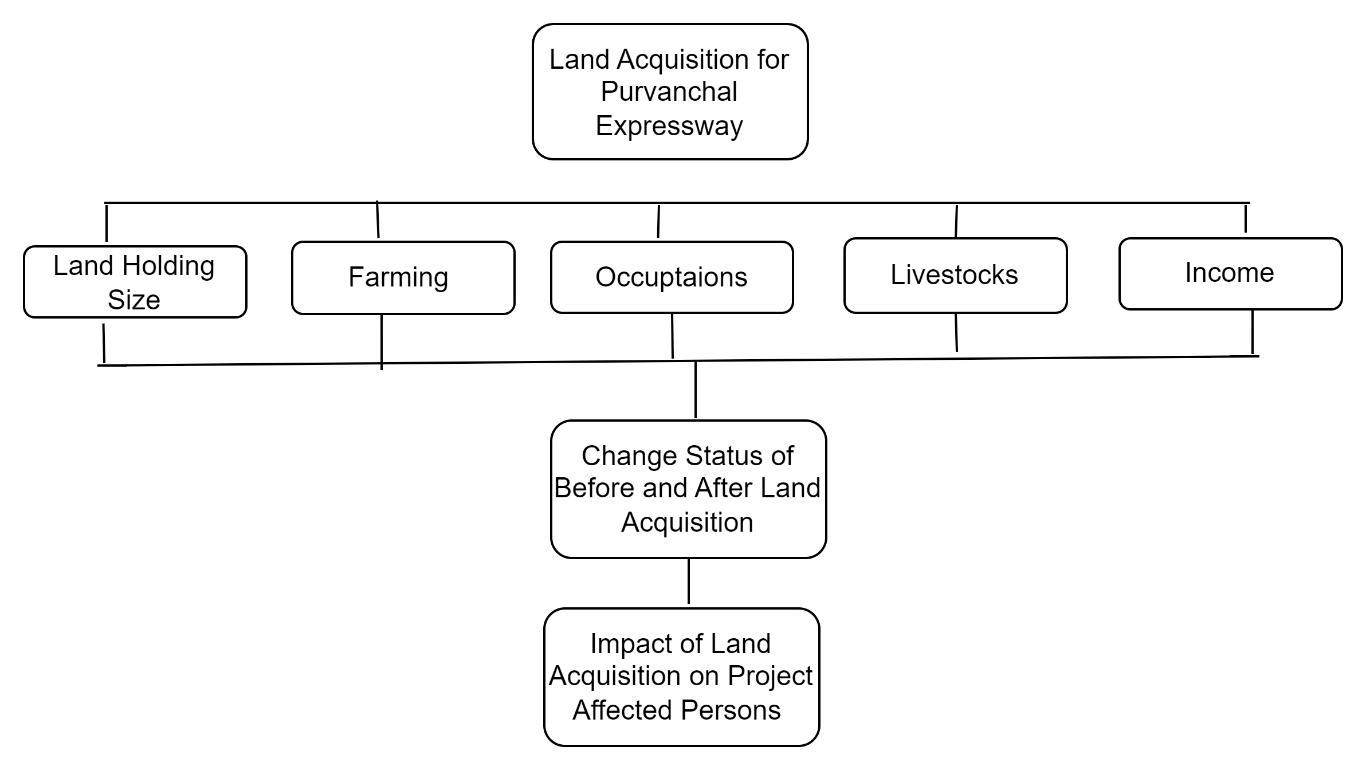 Land Acquisition for
Purvanchal
Expressway
Land Holding
Size
Farming
Occuptaions
Livestocks
Income
Change Status of
Before and After Land
Acquisition
Impact of Land
Acquisition on Project
Affected Persons